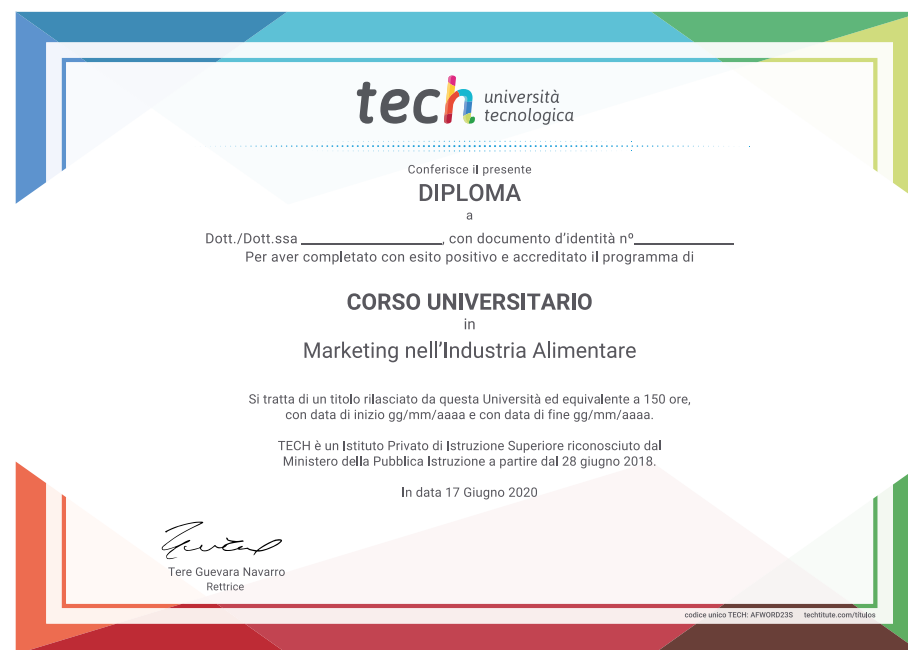 tech università
tecnologica
Conferisce il presente
DIPLOMA
a
Dott./Dott.ssa ____________________, con documento d'identità nº______________
Per aver completato con esito positivo e accreditato il programma di
CORSO UNIVERSITARIO
in
Marketing nell'Industria Alimentare
Si tratta di un titolo rilasciato da questa Università ed equivalente a 150 ore,
con data di inizio gg/mm/aaaa e con data di fine gg/mm/aaaa.
TECH è un Istituto Privato di Istruzione Superiore riconosciuto dal
Ministero della Pubblica Istruzione a partire dal 28 giugno 2018.
In data 17 Giugno 2020
Tere Guevara Navarro
Rettrice
codice unico TECH: AFWORD23S techtitute.com/titulos